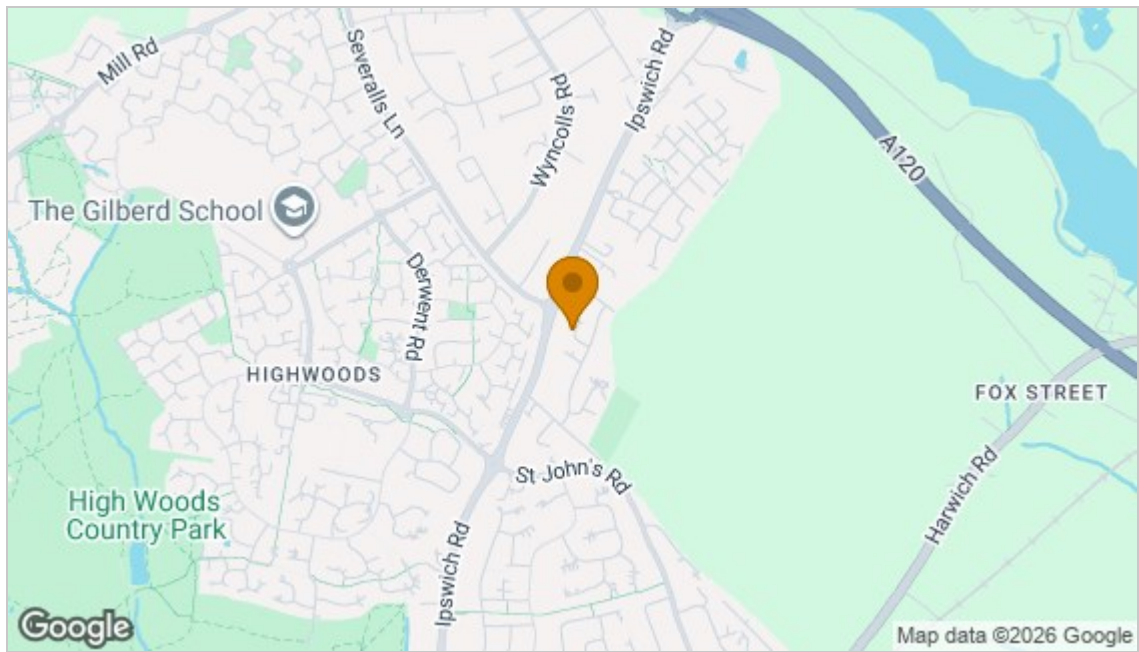 Mill Rd
Severalls Ln
Wyncolls Rd
Ipswich Rd
A120
The Gilberd School
Derwent Rd
HIGHWOODS
FOX STREET
St John's Rd
High Woods
Country Park
Harwich Rd
Ipswich Rd
Google
Map data ©2026 Google